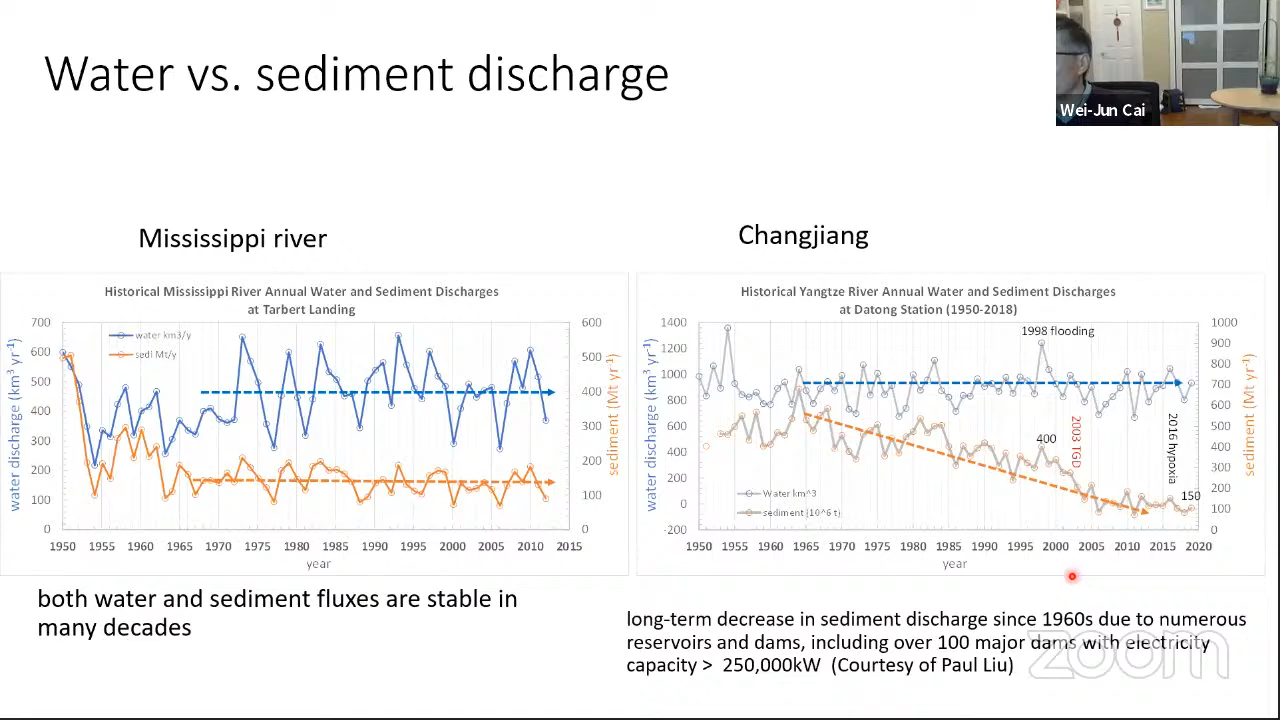 Water vs. sediment discharge
Wei-Jun Cai
Mississippi river
Changjiang
Historical Mississippi River Annual Water and Sediment Discharges
at Tarbert Landing
water km3/y
sedi Mt/y
700
600
500
400
300
200
100
0
water discharge (km³ yr⁻¹)
600
500
400
300
200
100
0
sediment (Mt yr⁻¹)
1950 1955 1960 1965 1970 1975 1980 1985 1990 1995 2000 2005 2010 2015
year
Historical Yangtze River Annual Water and Sediment Discharges
at Datong Station (1950-2018)
1998 flooding
1400
1200
1000
800
600
400
200
0
-200
water discharge (km³ yr⁻¹)
1000
900
800
700
600
500
400
300
200
100
0
sediment (Mt yr⁻¹)
400
2003 TGD
2016 hypoxia
150
Water km^3
sediment (10^6 t)
1950 1955 1960 1965 1970 1975 1980 1985 1990 1995 2000 2005 2010 2015 2020
year
both water and sediment fluxes are stable in
many decades
long-term decrease in sediment discharge since 1960s due to numerous
reservoirs and dams, including over 100 major dams with electricity
capacity > 250,000kW (Courtesy of Paul Liu)
zoom